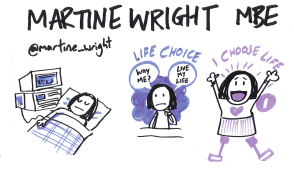 MARTINE WRIGHT MBE
@martine_wright
LIFE CHOICE
WHY
ME?
LIVE
MY
LIFE
I CHOOSE LIFE